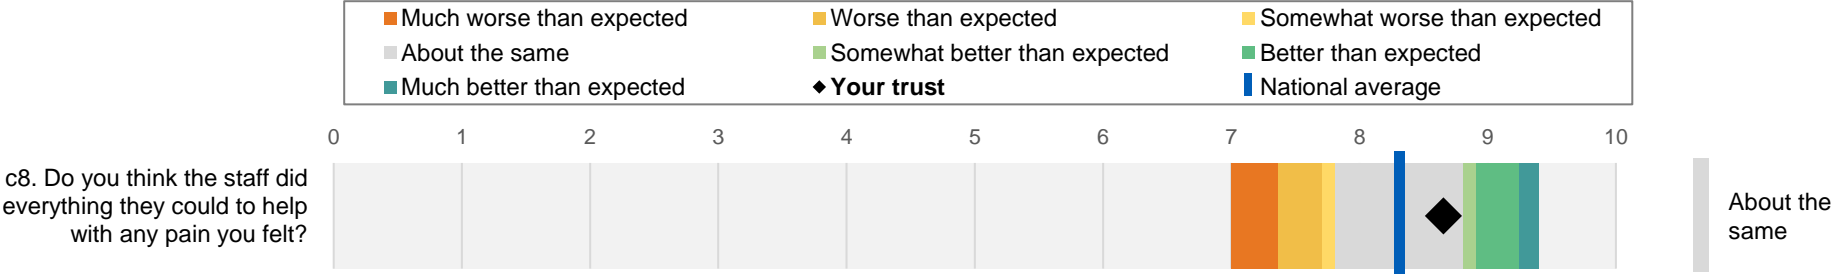 Much worse than expected
Worse than expected
Somewhat worse than expected
About the same
Somewhat better than expected
Better than expected
Much better than expected
Your trust
National average
0 1 2 3 4 5 6 7 8 9 10
c8. Do you think the staff did
everything they could to help
with any pain you felt?
About the
same